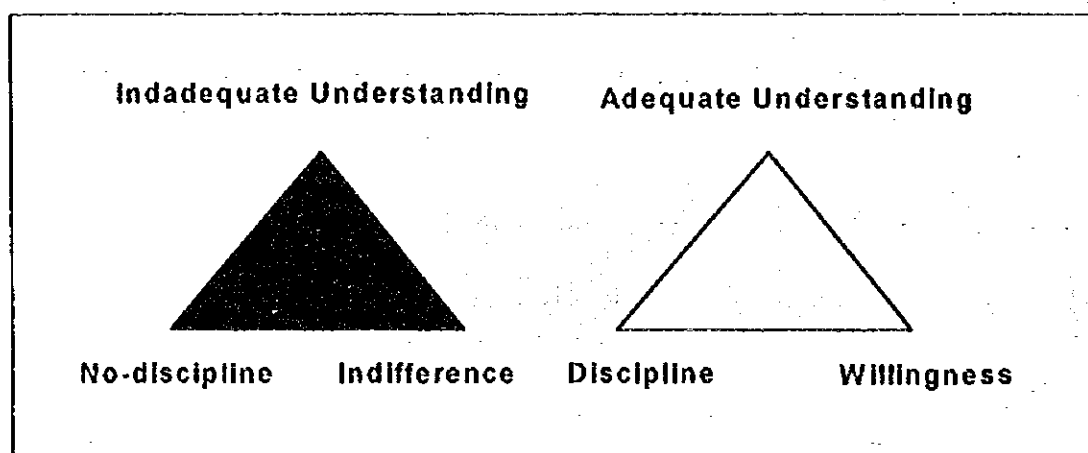 Indadequate Understanding
Adequate Understanding
No-discipline
Indifference
Discipline
Willingness